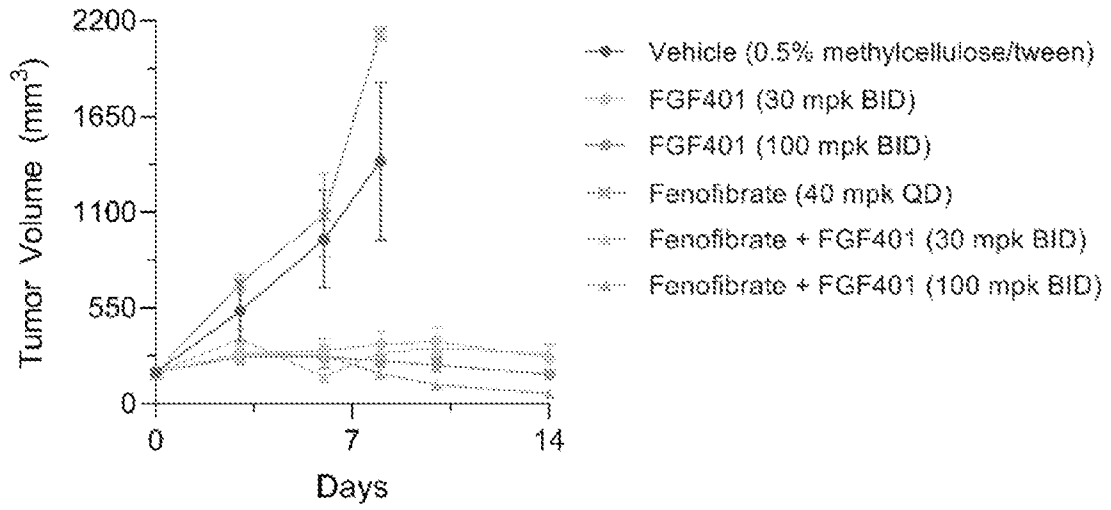 2200
1650
1100
550
0
Tumor Volume (mm³)
0 7 14
Days
Vehicle (0.5% methylcellulose/tween)
FGF401 (30 mpk BID)
FGF401 (100 mpk BID)
Fenofibrate (40 mpk QD)
Fenofibrate + FGF401 (30 mpk BID)
Fenofibrate + FGF401 (100 mpk BID)